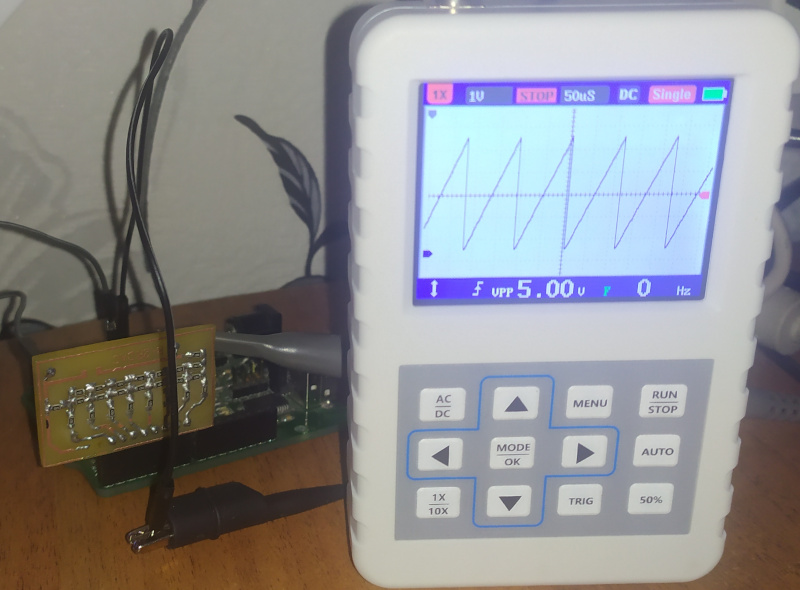 1X 1V STOP 50uS DC Single
VPP 5.00 V F 0 Hz
AC
DC
MENU
RUN
STOP
MODE
OK
AUTO
1X
10X
TRIG
50%